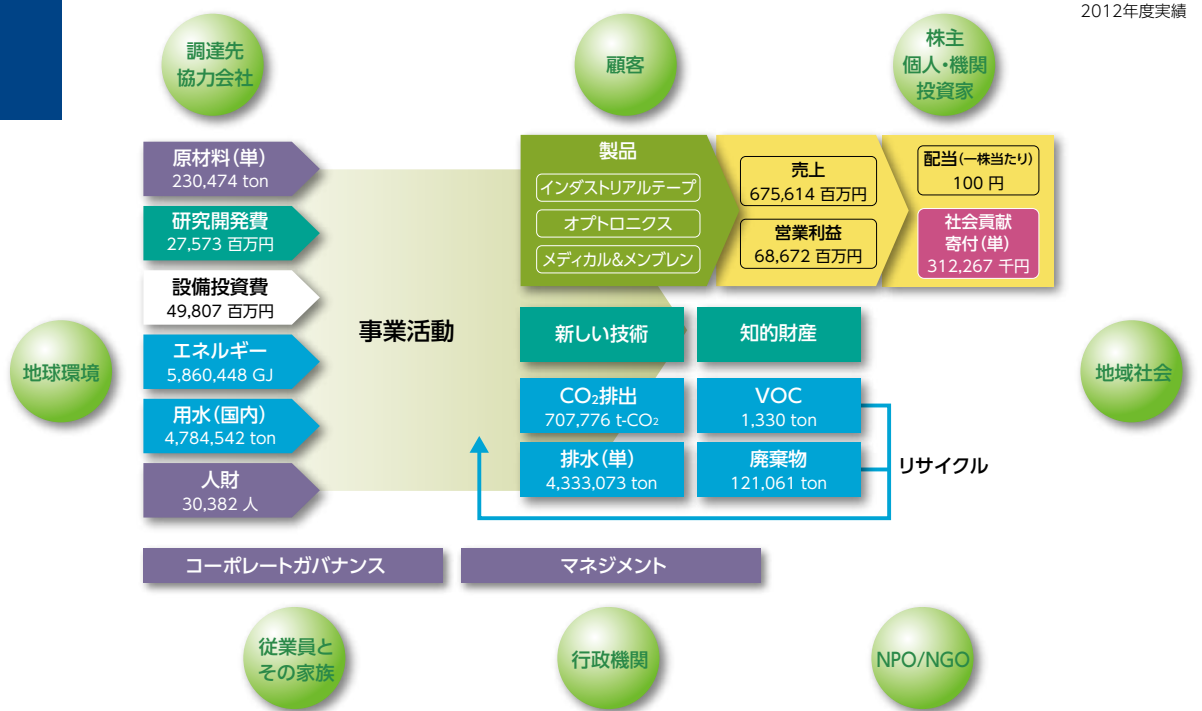 2012年度実績
調達先
協力会社
顧客
株主
個人・機関
投資家
原材料(単)
230,474 ton
研究開発費
27,573 百万円
設備投資費
49,807 百万円
エネルギー
5,860,448 GJ
用水(国内)
4,784,542 ton
人財
30,382 人
地球環境
事業活動
製品
インダストリアルテープ
オプトロニクス
メディカル&メンブレン
売上
675,614 百万円
営業利益
68,672 百万円
配当(一株当たり)
100 円
社会貢献
寄付(単)
312,267 千円
新しい技術
知的財産
CO₂排出
707,776 t-CO₂
VOC
1,330 ton
排水(単)
4,333,073 ton
廃棄物
121,061 ton
リサイクル
地域社会
コーポレートガバナンス
マネジメント
従業員と
その家族
行政機関
NPO/NGO